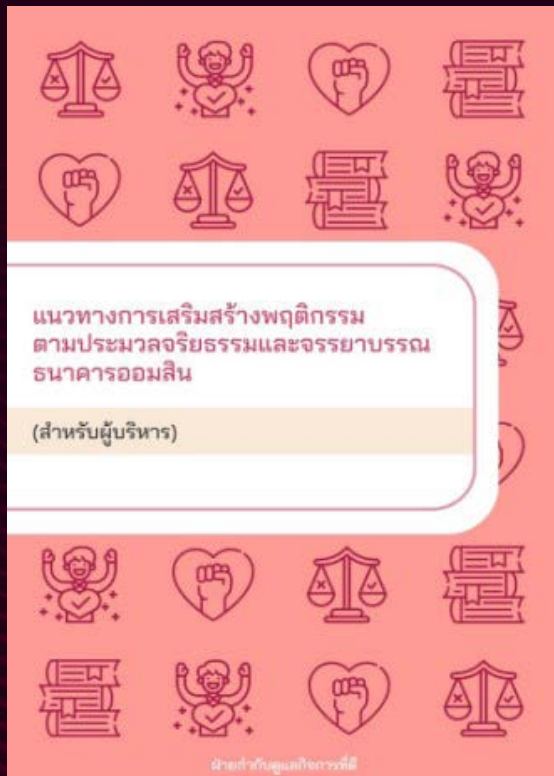 แนวทางการเสริมสร้างพฤติกรรม
ตามประมวลจริยธรรมและจรรยาบรรณ
ธนาคารออมสิน
(สำหรับผู้บริหาร)
ฝ่ายกำกับดูแลกิจการที่ดี